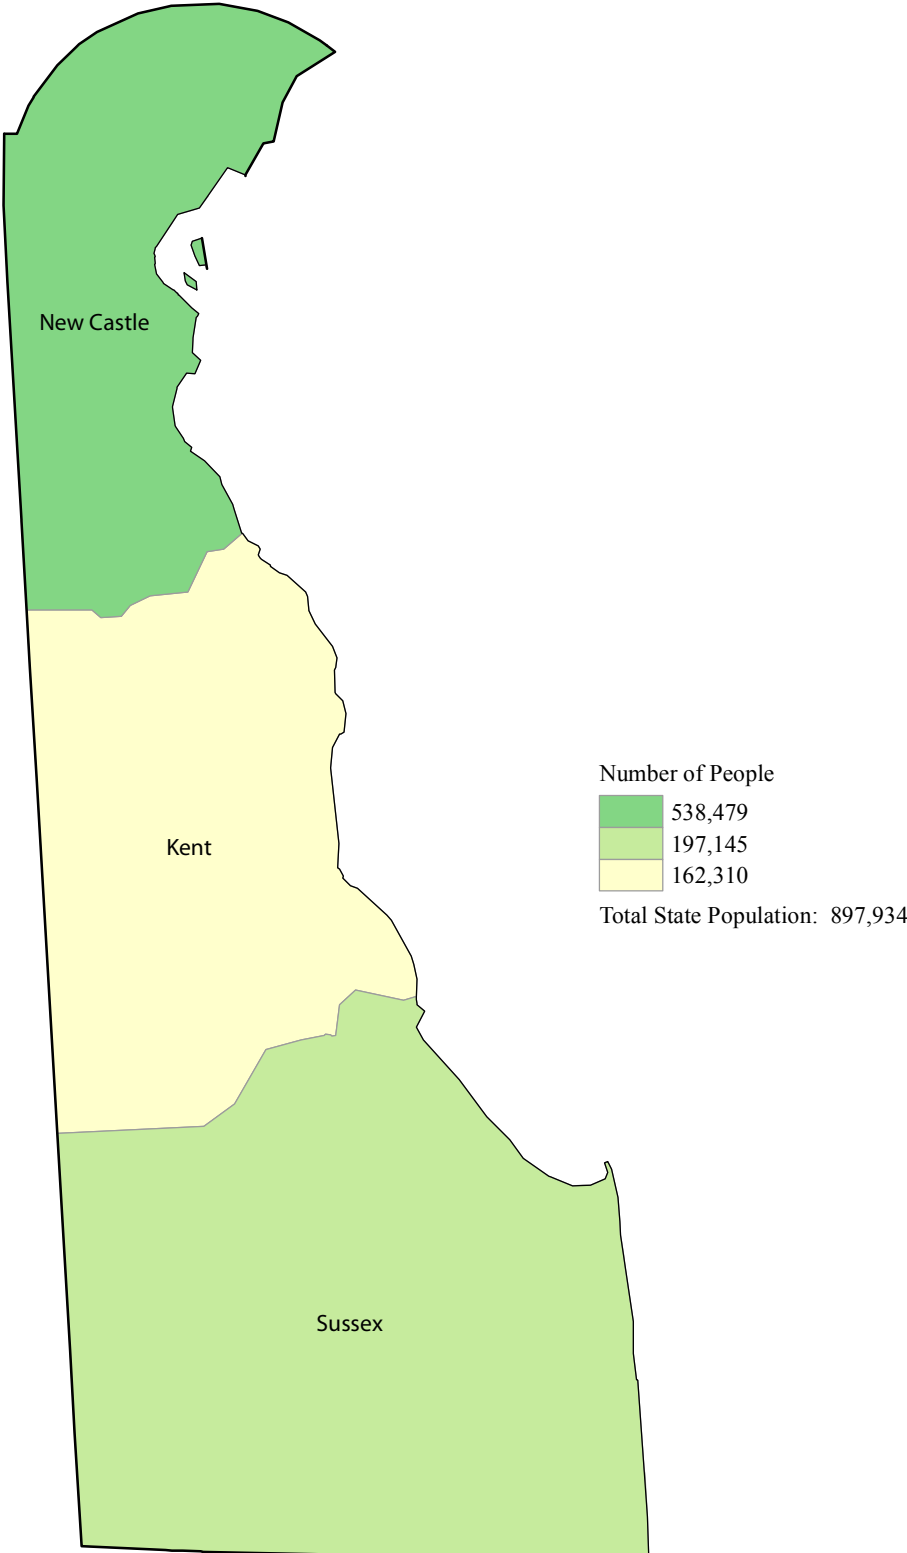 New Castle
Kent
Number of People
538,479
197,145
162,310
Total State Population:  897,934
Sussex